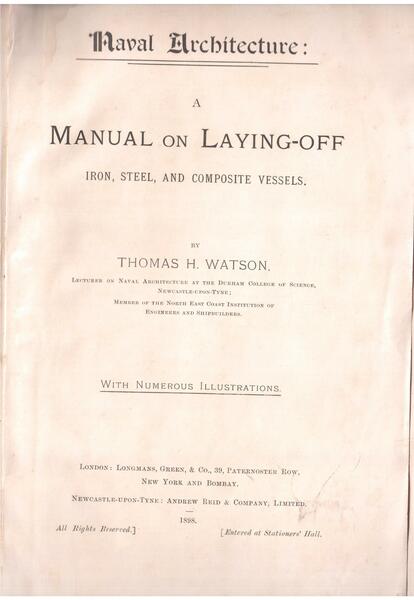 Naval Architecture:
A
MANUAL ON LAYING-OFF
IRON, STEEL, AND COMPOSITE VESSELS.
BY
THOMAS H. WATSON,
LECTURER ON NAVAL ARCHITECTURE AT THE DURHAM COLLEGE OF SCIENCE,
NEWCASTLE-UPON-TYNE;
MEMBER OF THE NORTH EAST COAST INSTITUTION OF
ENGINEERS AND SHIPBUILDERS.
WITH NUMEROUS ILLUSTRATIONS.
LONDON: LONGMANS, GREEN, & CO., 39, PATERNOSTER ROW,
NEW YORK AND BOMBAY.
NEWCASTLE-UPON-TYNE: ANDREW REID & COMPANY, LIMITED.
1898.
All Rights Reserved.] [Entered at Stationers' Hall.